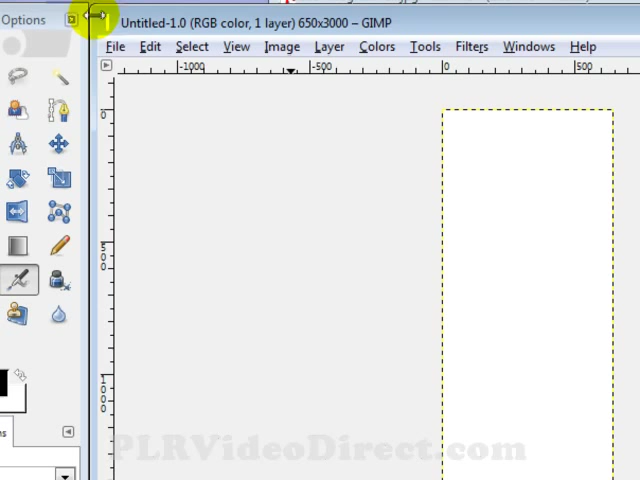 Options
Untitled-1.0 (RGB color, 1 layer) 650x3000 – GIMP
File Edit Select View Image Layer Colors Tools Filters Windows Help
-1000 -500 0 500
0
500
1000
PLRVideoDirect.com